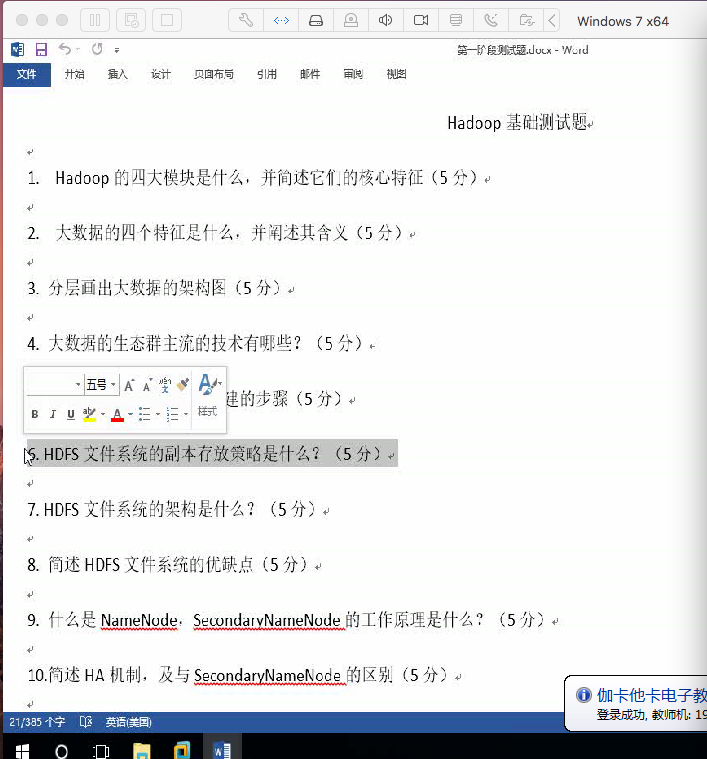 Windows 7 x64
第一阶段测试题.docx - Word
文件 开始 插入 设计 页面布局 引用 邮件 审阅 视图
Hadoop 基础测试题
1. Hadoop 的四大模块是什么，并简述它们的核心特征（5 分）
2. 大数据的四个特征是什么，并阐述其含义（5 分）
3. 分层画出大数据的架构图（5 分）
4. 大数据的生态群主流的技术有哪些？（5 分）
五号
建的步骤（5 分）
B I U 样式
6. HDFS 文件系统的副本存放策略是什么？（5 分）
7. HDFS 文件系统的架构是什么？（5 分）
8. 简述 HDFS 文件系统的优缺点（5 分）
9. 什么是 NameNode，SecondaryNameNode 的工作原理是什么？（5 分）
10.简述 HA 机制，及与 SecondaryNameNode 的区别（5 分）
伽卡他卡电子教
登录成功, 教师机: 19
21/385 个字 英语(美国)